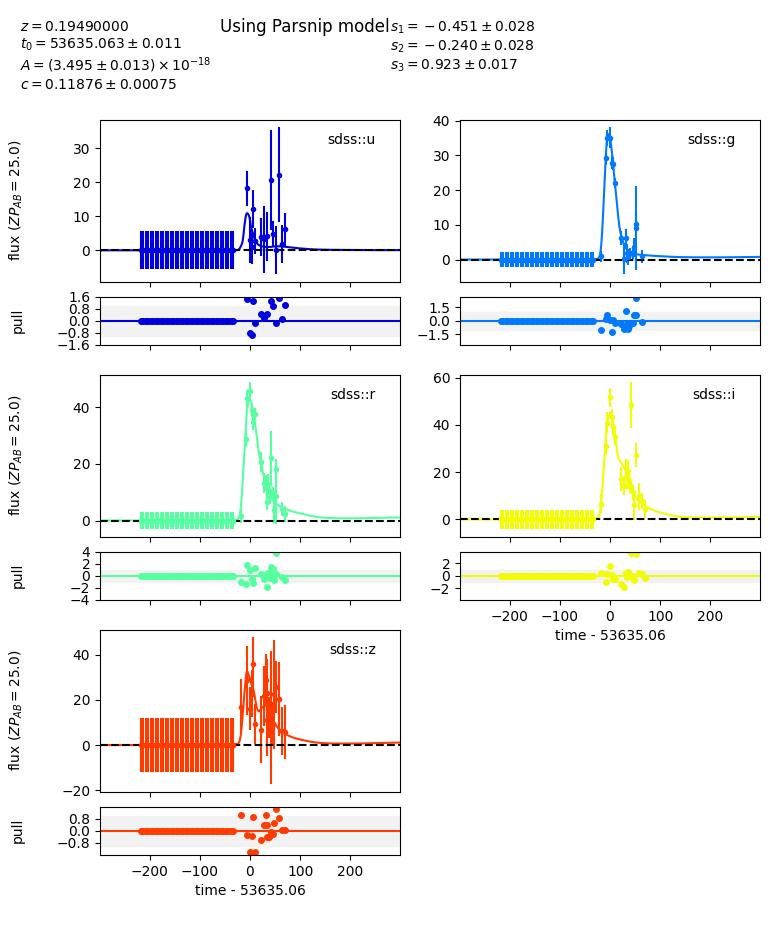 Using Parsnip model
z = 0.19490000
t₀ = 53635.063 ± 0.011
A = (3.495 ± 0.013) × 10⁻¹⁸
c = 0.11876 ± 0.00075
s₁ = −0.451 ± 0.028
s₂ = −0.240 ± 0.028
s₃ = 0.923 ± 0.017
flux (ZP_AB = 25.0)
30
20
10
0
sdss::u
40
30
20
10
0
sdss::g
pull
1.6
0.8
0.0
−0.8
−1.6
1.5
0.0
−1.5
flux (ZP_AB = 25.0)
40
20
0
sdss::r
60
40
20
0
sdss::i
pull
4
2
0
−2
−4
2
0
−2
−200 −100 0 100 200
time - 53635.06
flux (ZP_AB = 25.0)
40
20
0
−20
sdss::z
pull
0.8
0.0
−0.8
−200 −100 0 100 200
time - 53635.06